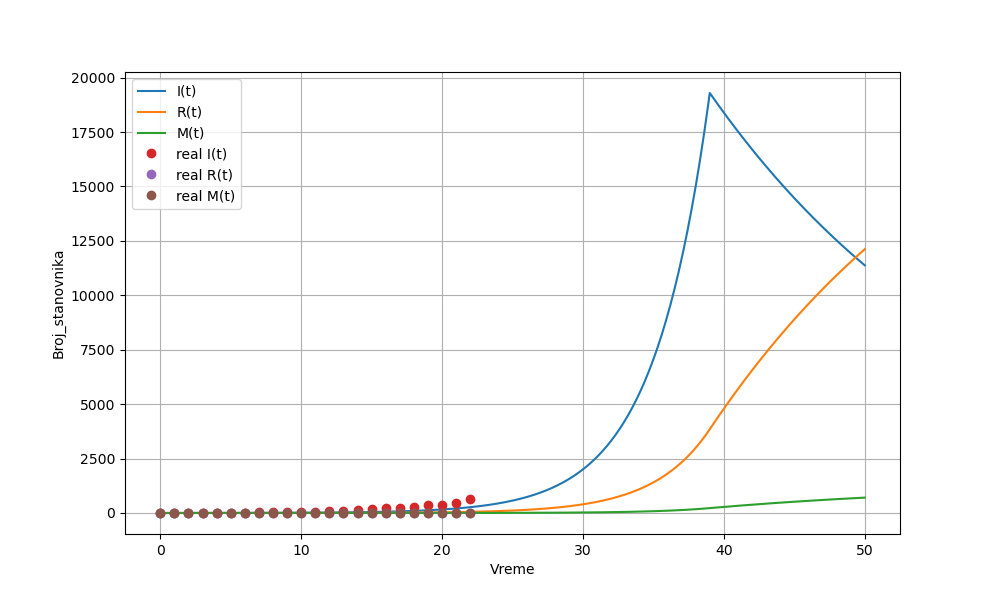 20000
17500
15000
12500
10000
7500
5000
2500
0
Broj_stanovnika
I(t)
R(t)
M(t)
real I(t)
real R(t)
real M(t)
0 10 20 30 40 50
Vreme